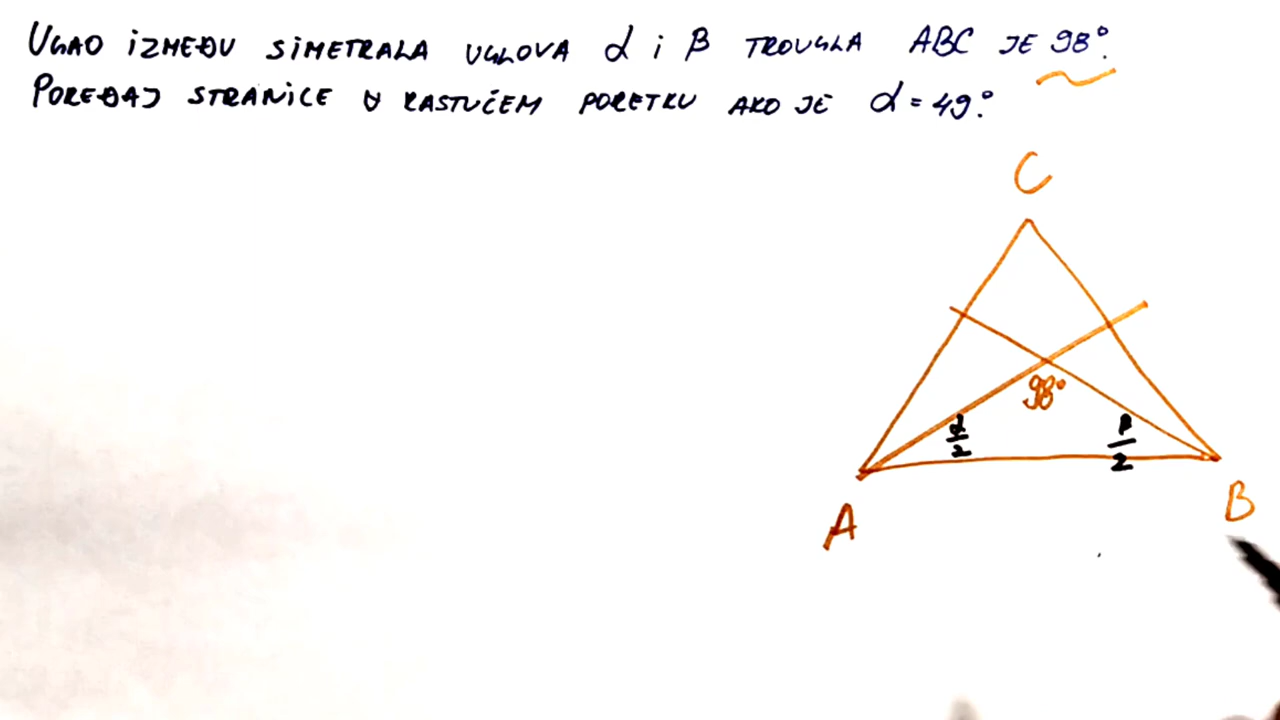 UGAO IZMEĐU SIMETRALA UGLOVA α i β TROUGLA ABC JE 98°.
POREĐAJ STRANICE U RASTUĆEM PORETKU AKO JE α = 49°.
C
98°
α/2
β/2
A
B